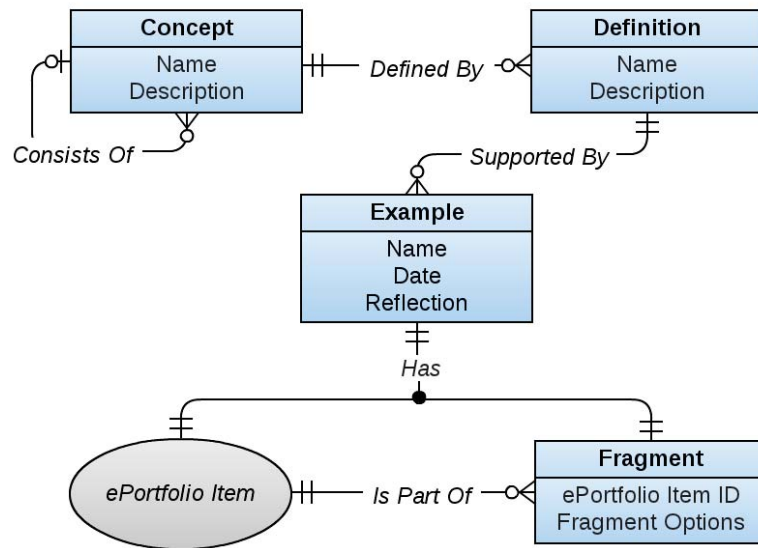 Concept
Name
Description
Defined By
Definition
Name
Description
Consists Of
Supported By
Example
Name
Date
Reflection
Has
ePortfolio Item
Is Part Of
Fragment
ePortfolio Item ID
Fragment Options